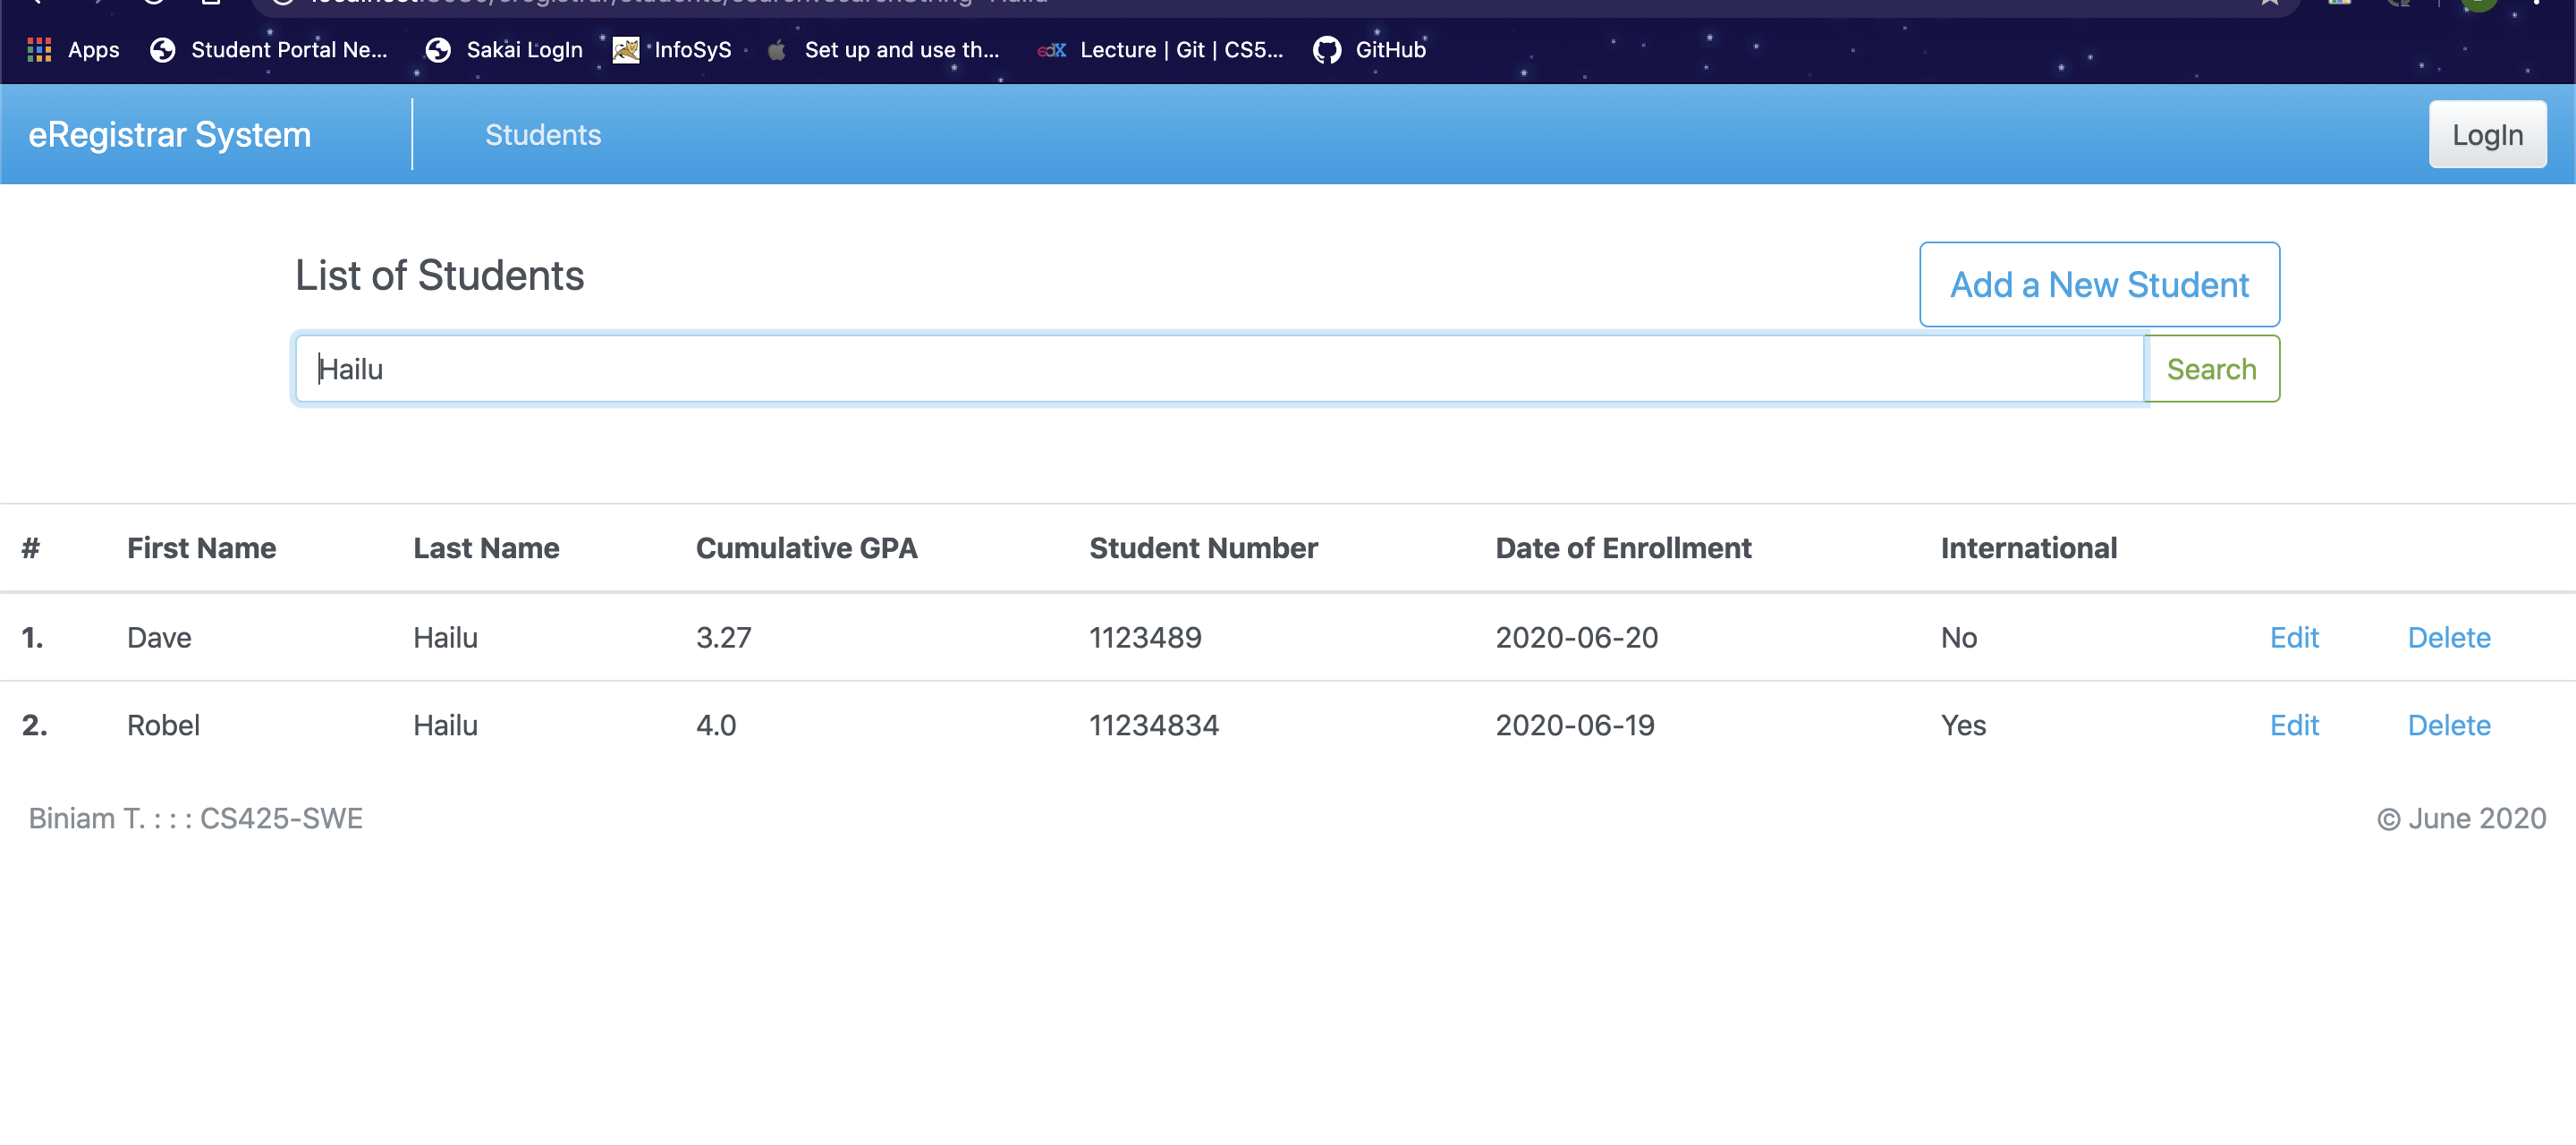 Apps Student Portal Ne... Sakai LogIn InfoSyS Set up and use th... edX Lecture | Git | CS5... GitHub
eRegistrar System Students LogIn
List of Students Add a New Student
Hailu Search
# First Name Last Name Cumulative GPA Student Number Date of Enrollment International
1. Dave Hailu 3.27 1123489 2020-06-20 No Edit Delete
2. Robel Hailu 4.0 11234834 2020-06-19 Yes Edit Delete
Biniam T. : : : CS425-SWE © June 2020